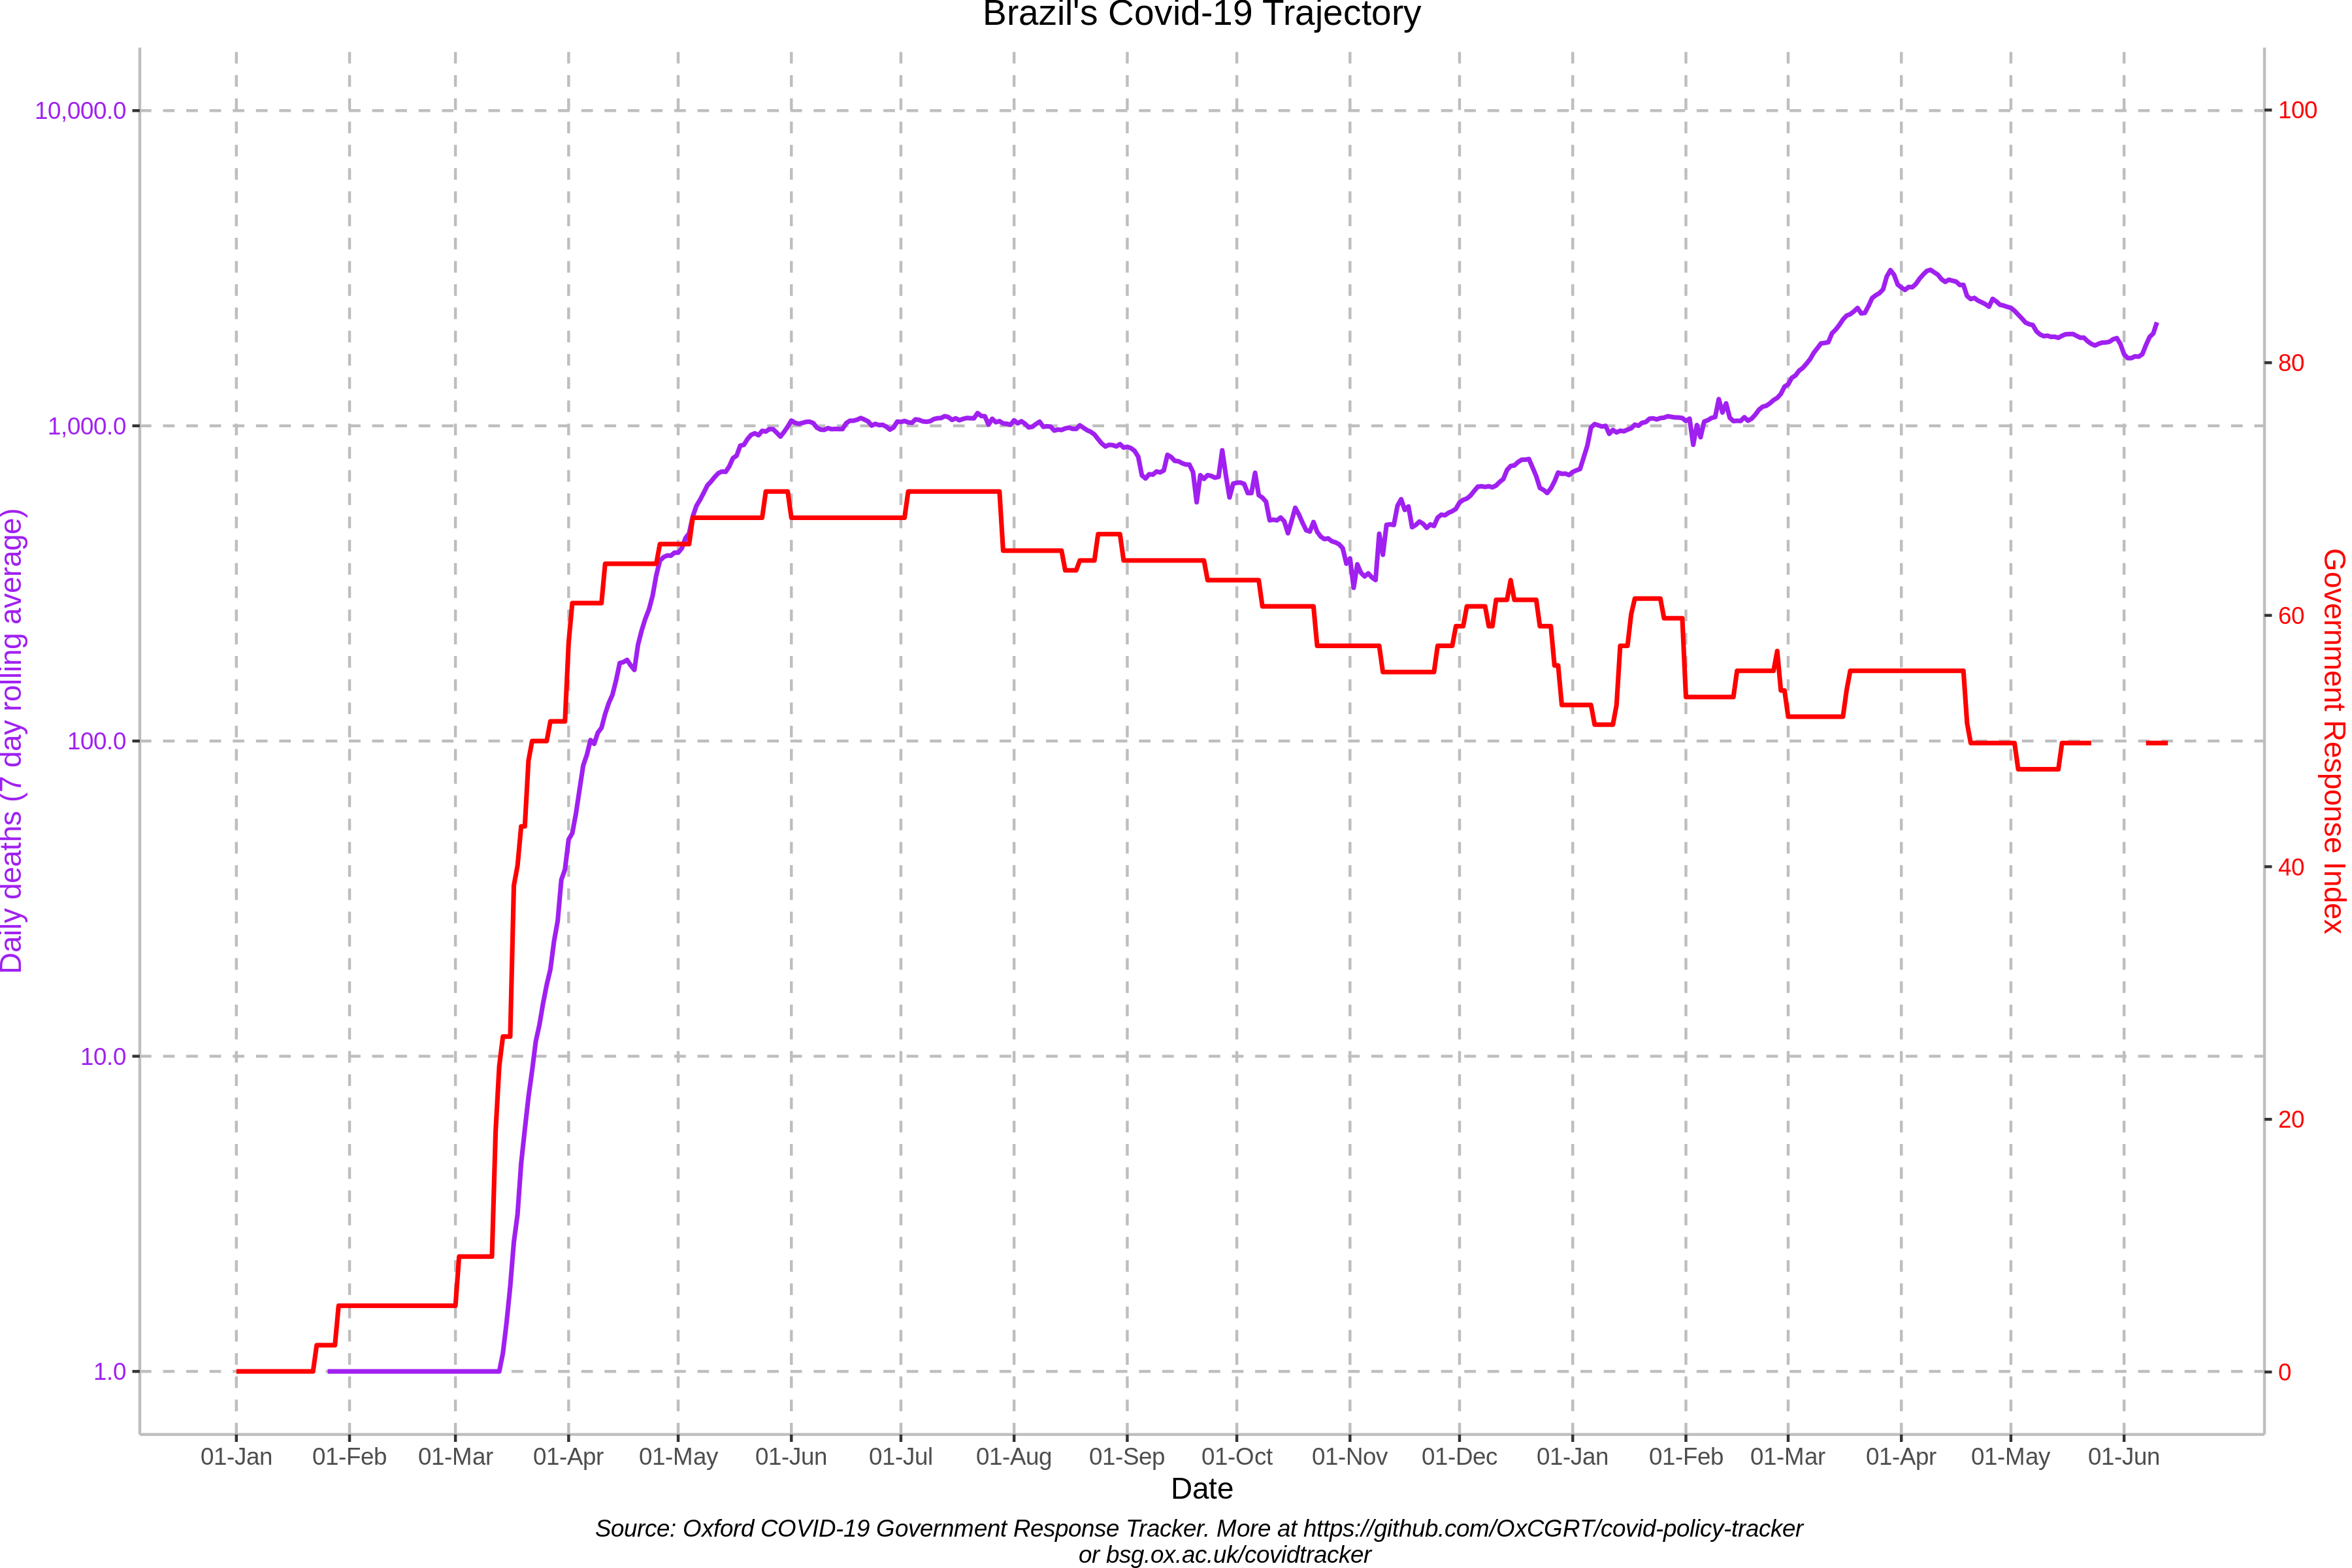 Brazil's Covid-19 Trajectory
10,000.0
1,000.0
100.0
10.0
1.0
Daily deaths (7 day rolling average)
100
80
60
40
20
0
Government Response Index
01-Jan 01-Feb 01-Mar 01-Apr 01-May 01-Jun 01-Jul 01-Aug 01-Sep 01-Oct 01-Nov 01-Dec 01-Jan 01-Feb 01-Mar 01-Apr 01-May 01-Jun
Date
Source: Oxford COVID-19 Government Response Tracker. More at https://github.com/OxCGRT/covid-policy-tracker
or bsg.ox.ac.uk/covidtracker